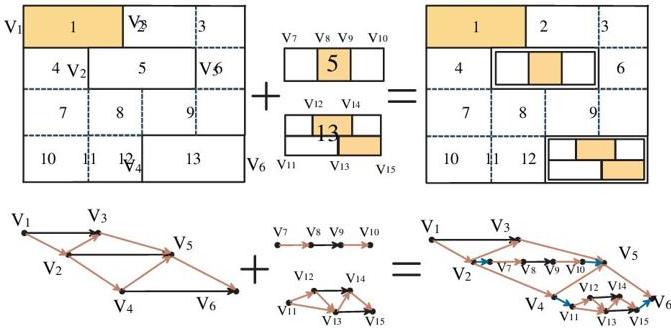 V1 1 V3 2 3
4 V2 5 V5 6
7 8 9
10 11 12 V4 13 V6
+
V7 V8 V9 V10
5
V12 V14
13
V11 V13 V15
=
1 2 3
4 6
7 8 9
10 11 12
V1 V3
V2 V5
V4 V6
+
V7 V8 V9 V10
V12 V14
V11 V13 V15
=
V1 V3
V2 V7 V8 V9 V10 V5
V4 V12 V14 V6
V11 V13 V15